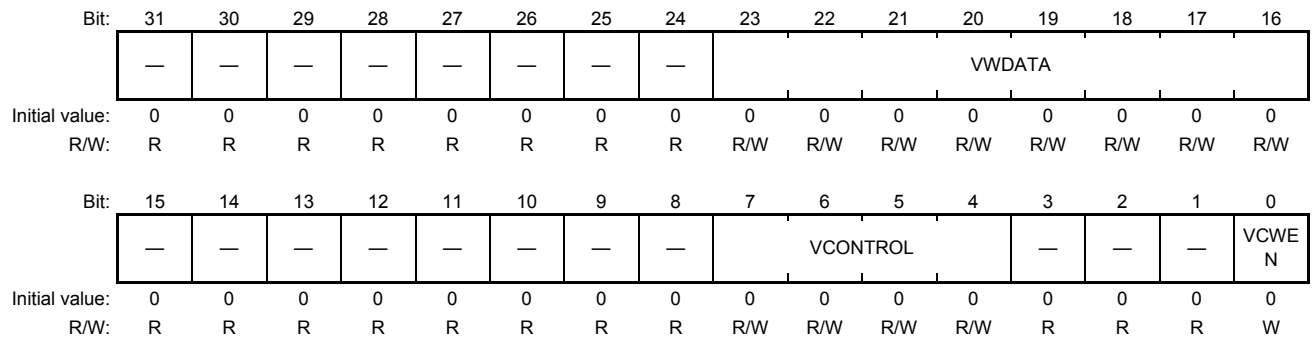 Bit: 31 30 29 28 27 26 25 24 23 22 21 20 19 18 17 16
— — — — — — — — VWDATA
Initial value: 0 0 0 0 0 0 0 0 0 0 0 0 0 0 0 0
R/W: R R R R R R R R R/W R/W R/W R/W R/W R/W R/W R/W
Bit: 15 14 13 12 11 10 9 8 7 6 5 4 3 2 1 0
— — — — — — — — VCONTROL — — — VCWE
N
Initial value: 0 0 0 0 0 0 0 0 0 0 0 0 0 0 0 0
R/W: R R R R R R R R R/W R/W R/W R/W R R R W